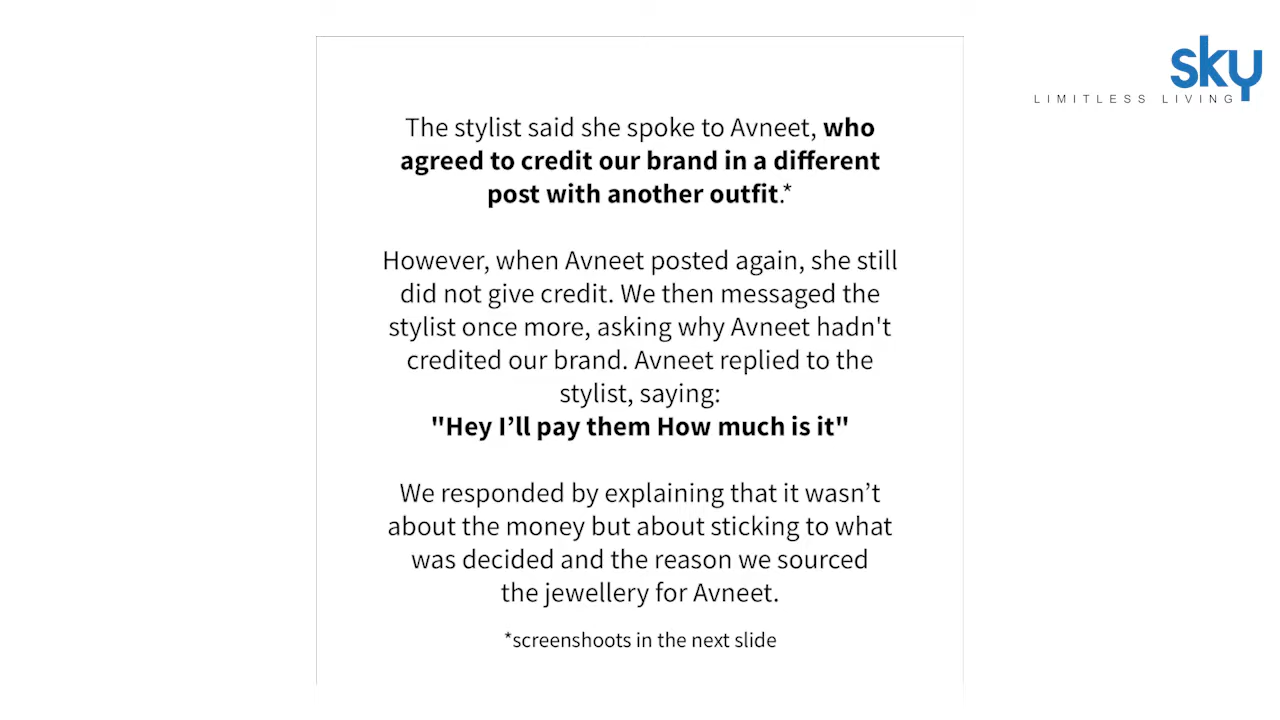 sky
LIMITLESS LIVING
The stylist said she spoke to Avneet, who
agreed to credit our brand in a different
post with another outfit.*
However, when Avneet posted again, she still
did not give credit. We then messaged the
stylist once more, asking why Avneet hadn't
credited our brand. Avneet replied to the
stylist, saying:
"Hey I’ll pay them How much is it"
We responded by explaining that it wasn’t
about the money but about sticking to what
was decided and the reason we sourced
the jewellery for Avneet.
*screenshoots in the next slide